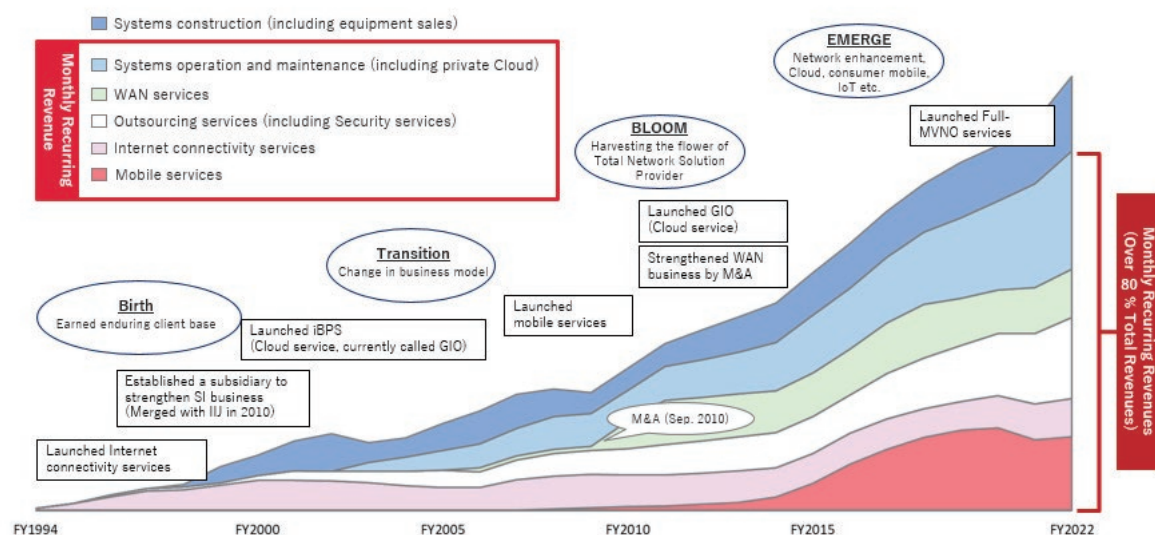 Systems construction (including equipment sales)
Monthly Recurring
Revenue
Systems operation and maintenance (including private Cloud)
WAN services
Outsourcing services (including Security services)
Internet connectivity services
Mobile services
EMERGE
Network enhancement,
Cloud, consumer mobile,
IoT etc.
Launched Full-
MVNO services
BLOOM
Harvesting the flower of
Total Network Solution
Provider
Launched GIO
(Cloud service)
Strengthened WAN
business by M&A
Transition
Change in business model
Launched
mobile services
Birth
Earned enduring client base
Launched iBPS
(Cloud service, currently called GIO)
Established a subsidiary to
strengthen SI business
(Merged with IIJ in 2010)
M&A (Sep. 2010)
Launched Internet
connectivity services
Monthly Recurring Revenues
(Over 80 % Total Revenues)
FY1994
FY2000
FY2005
FY2010
FY2015
FY2022